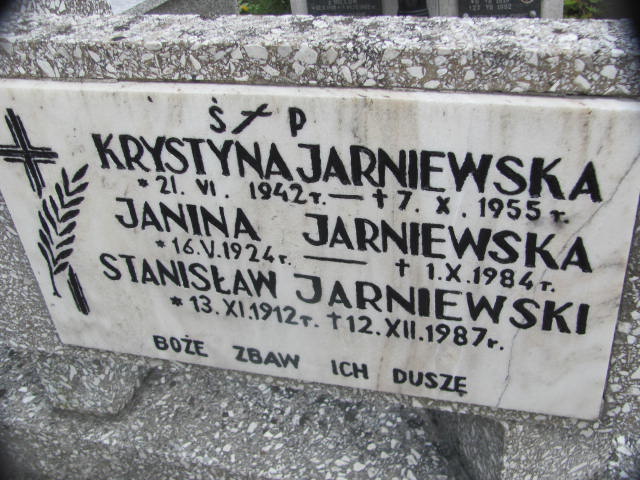 Ś † P
KRYSTYNA JARNIEWSKA
* 21. VI. 1942 r. — † 7. X. 1955 r.
JANINA JARNIEWSKA
* 16. V. 1924 r. — † 1. X. 1984 r.
STANISŁAW JARNIEWSKI
* 13. XI. 1912 r. † 12. XII. 1987 r.
BOŻE ZBAW ICH DUSZĘ